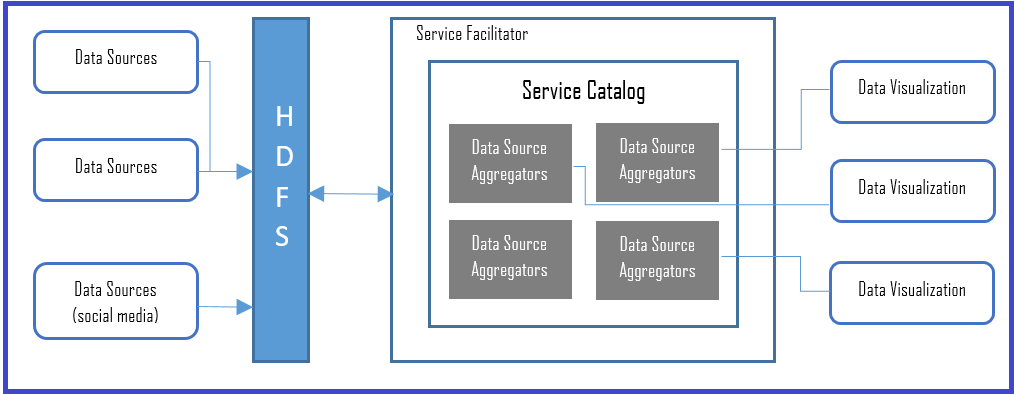 Data Sources
Data Sources
Data Sources
(social media)
H
D
F
S
Service Facilitator
Service Catalog
Data Source
Aggregators
Data Source
Aggregators
Data Source
Aggregators
Data Source
Aggregators
Data Visualization
Data Visualization
Data Visualization